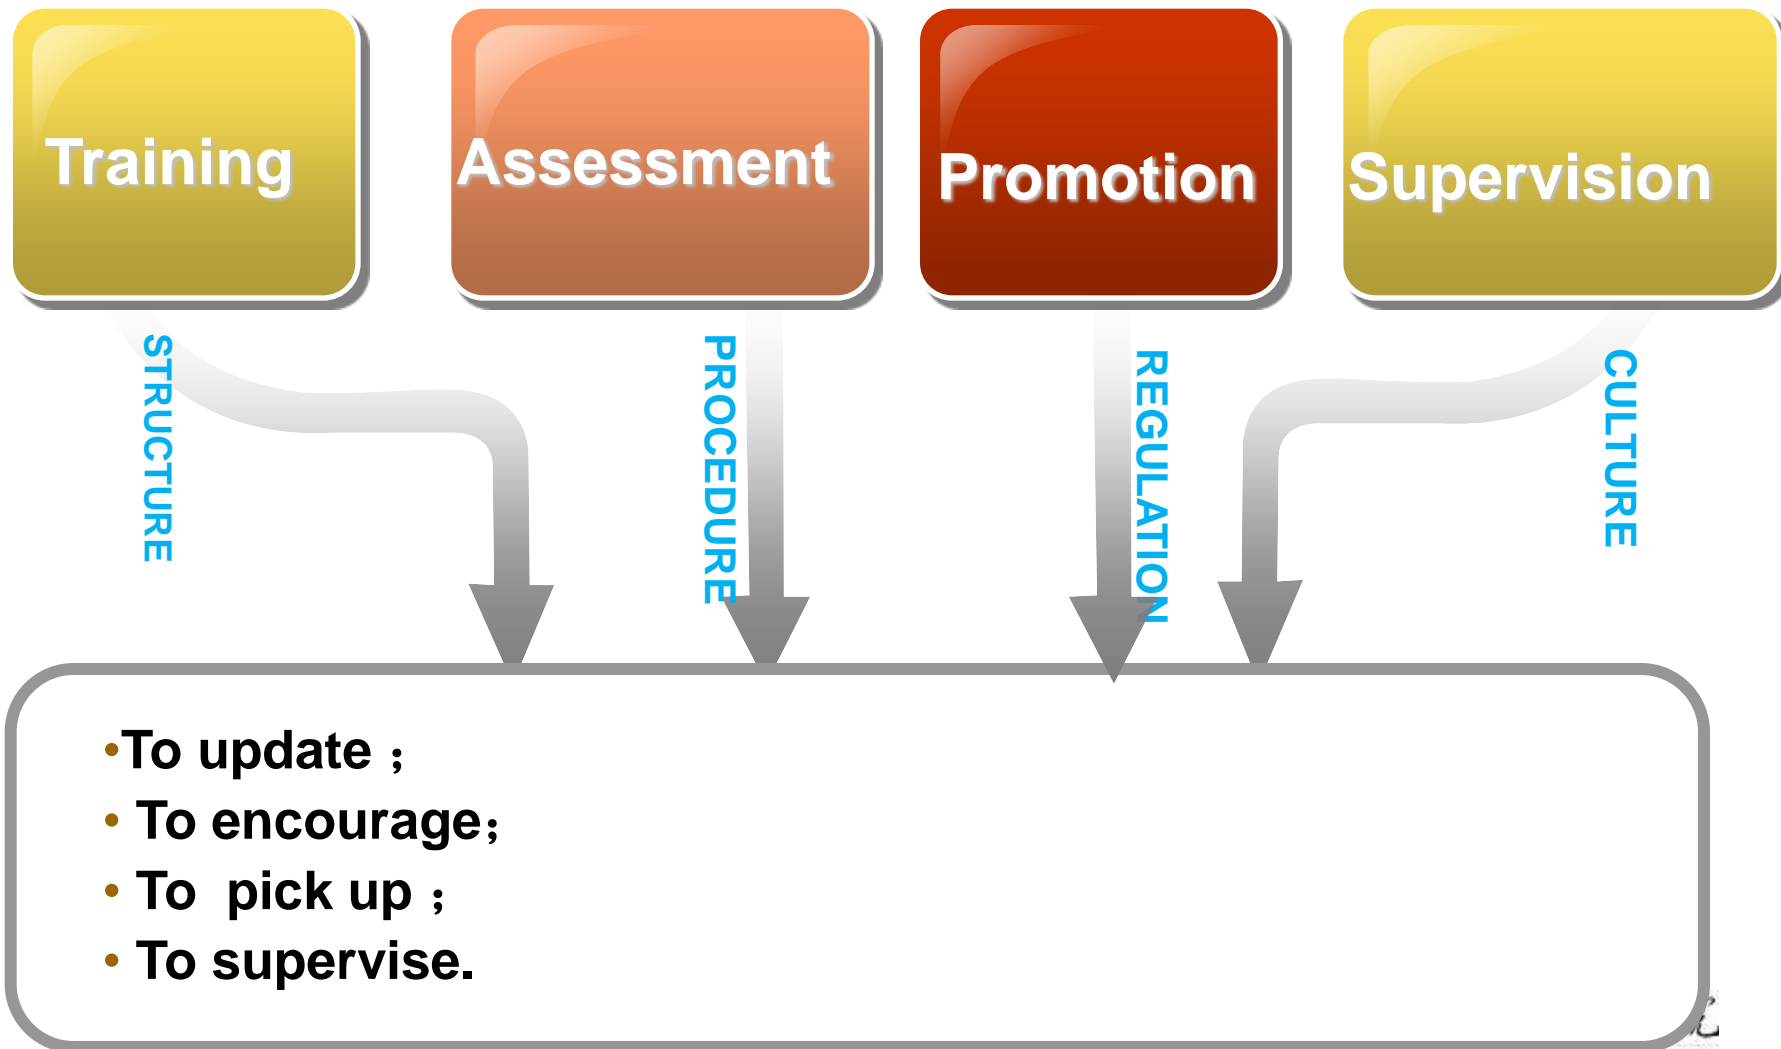 Training
Assessment
Promotion
Supervision
STRUCTURE
PROCEDURE
REGULATION
CULTURE
•To update ；
• To encourage；
• To  pick up ；
• To supervise.